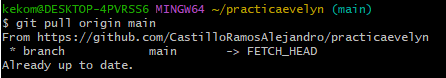 kekom@DESKTOP-4PVRSS6 MINGW64 ~/practicaevelyn (main)
$ git pull origin main
From https://github.com/CastilloRamosAlejandro/practicaevelyn
 * branch            main       -> FETCH_HEAD
Already up to date.